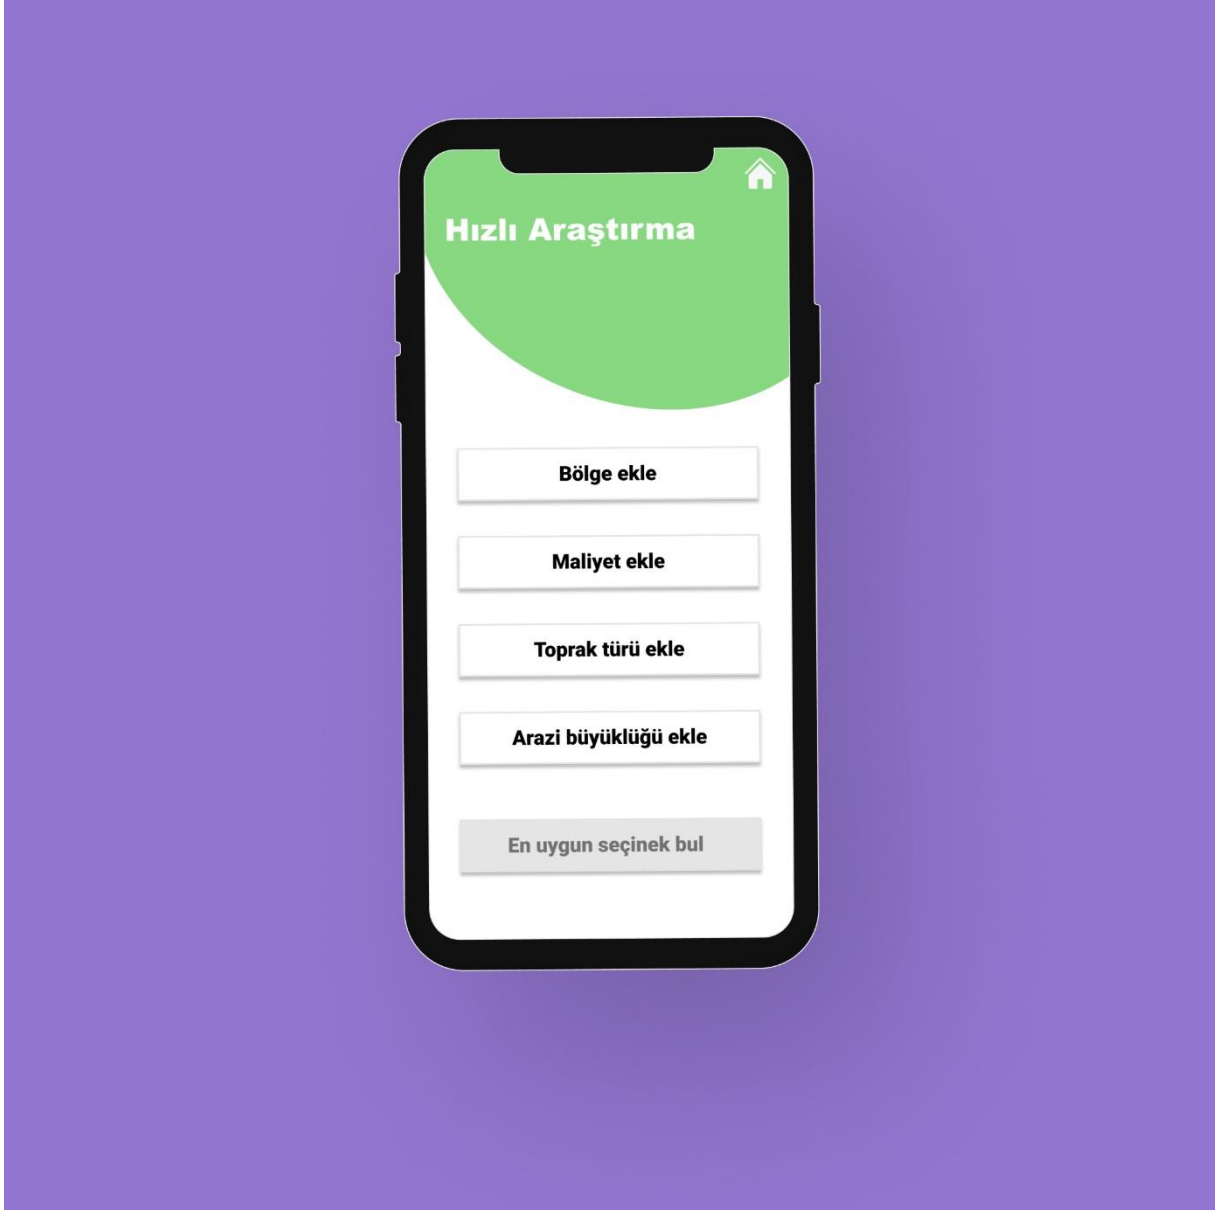 Hızlı Araştırma
Bölge ekle
Maliyet ekle
Toprak türü ekle
Arazi büyüklüğü ekle
En uygun seçinek bul